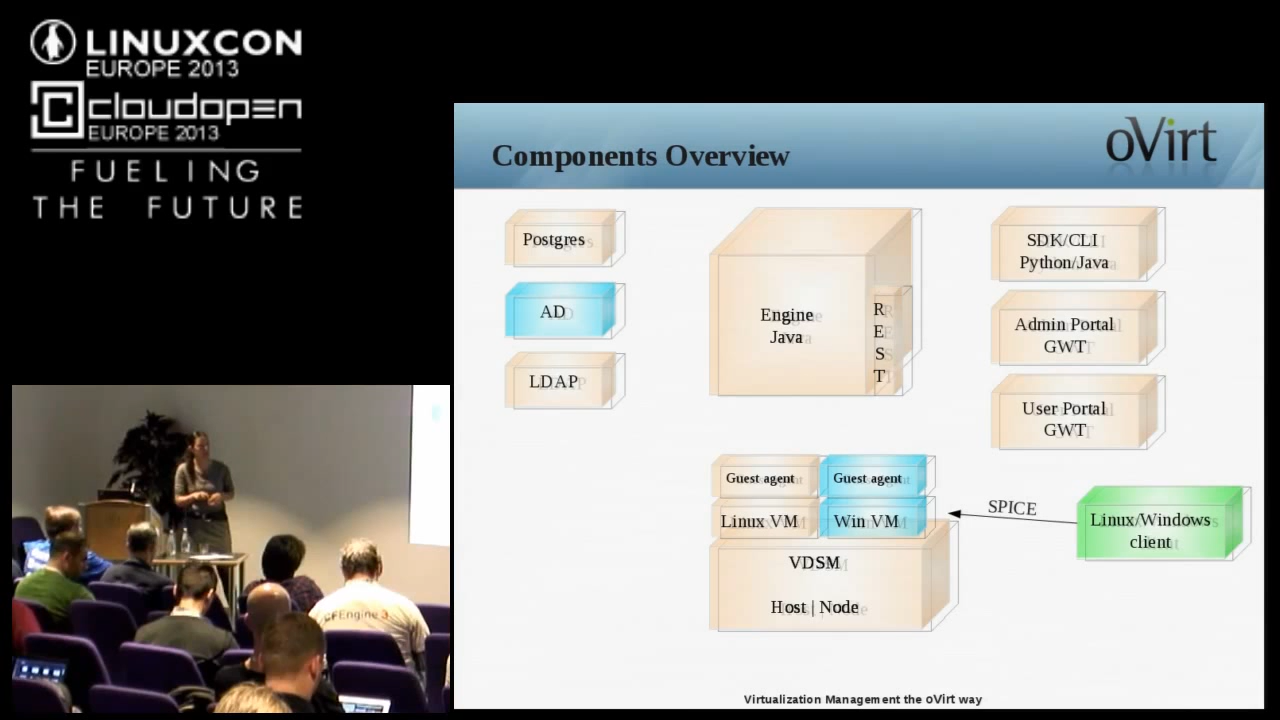 LINUXCON
EUROPE 2013
cloudopen
EUROPE 2013
FUELING
THE FUTURE
Components Overview
oVirt
Postgres
AD
LDAP
Engine
Java
R
E
S
T
SDK/CLI
Python/Java
Admin Portal
GWT
User Portal
GWT
Guest agent
Guest agent
Linux VM
Win VM
SPICE
Linux/Windows
client
VDSM
Host | Node
CFEngine 3
Virtualization Management the oVirt way